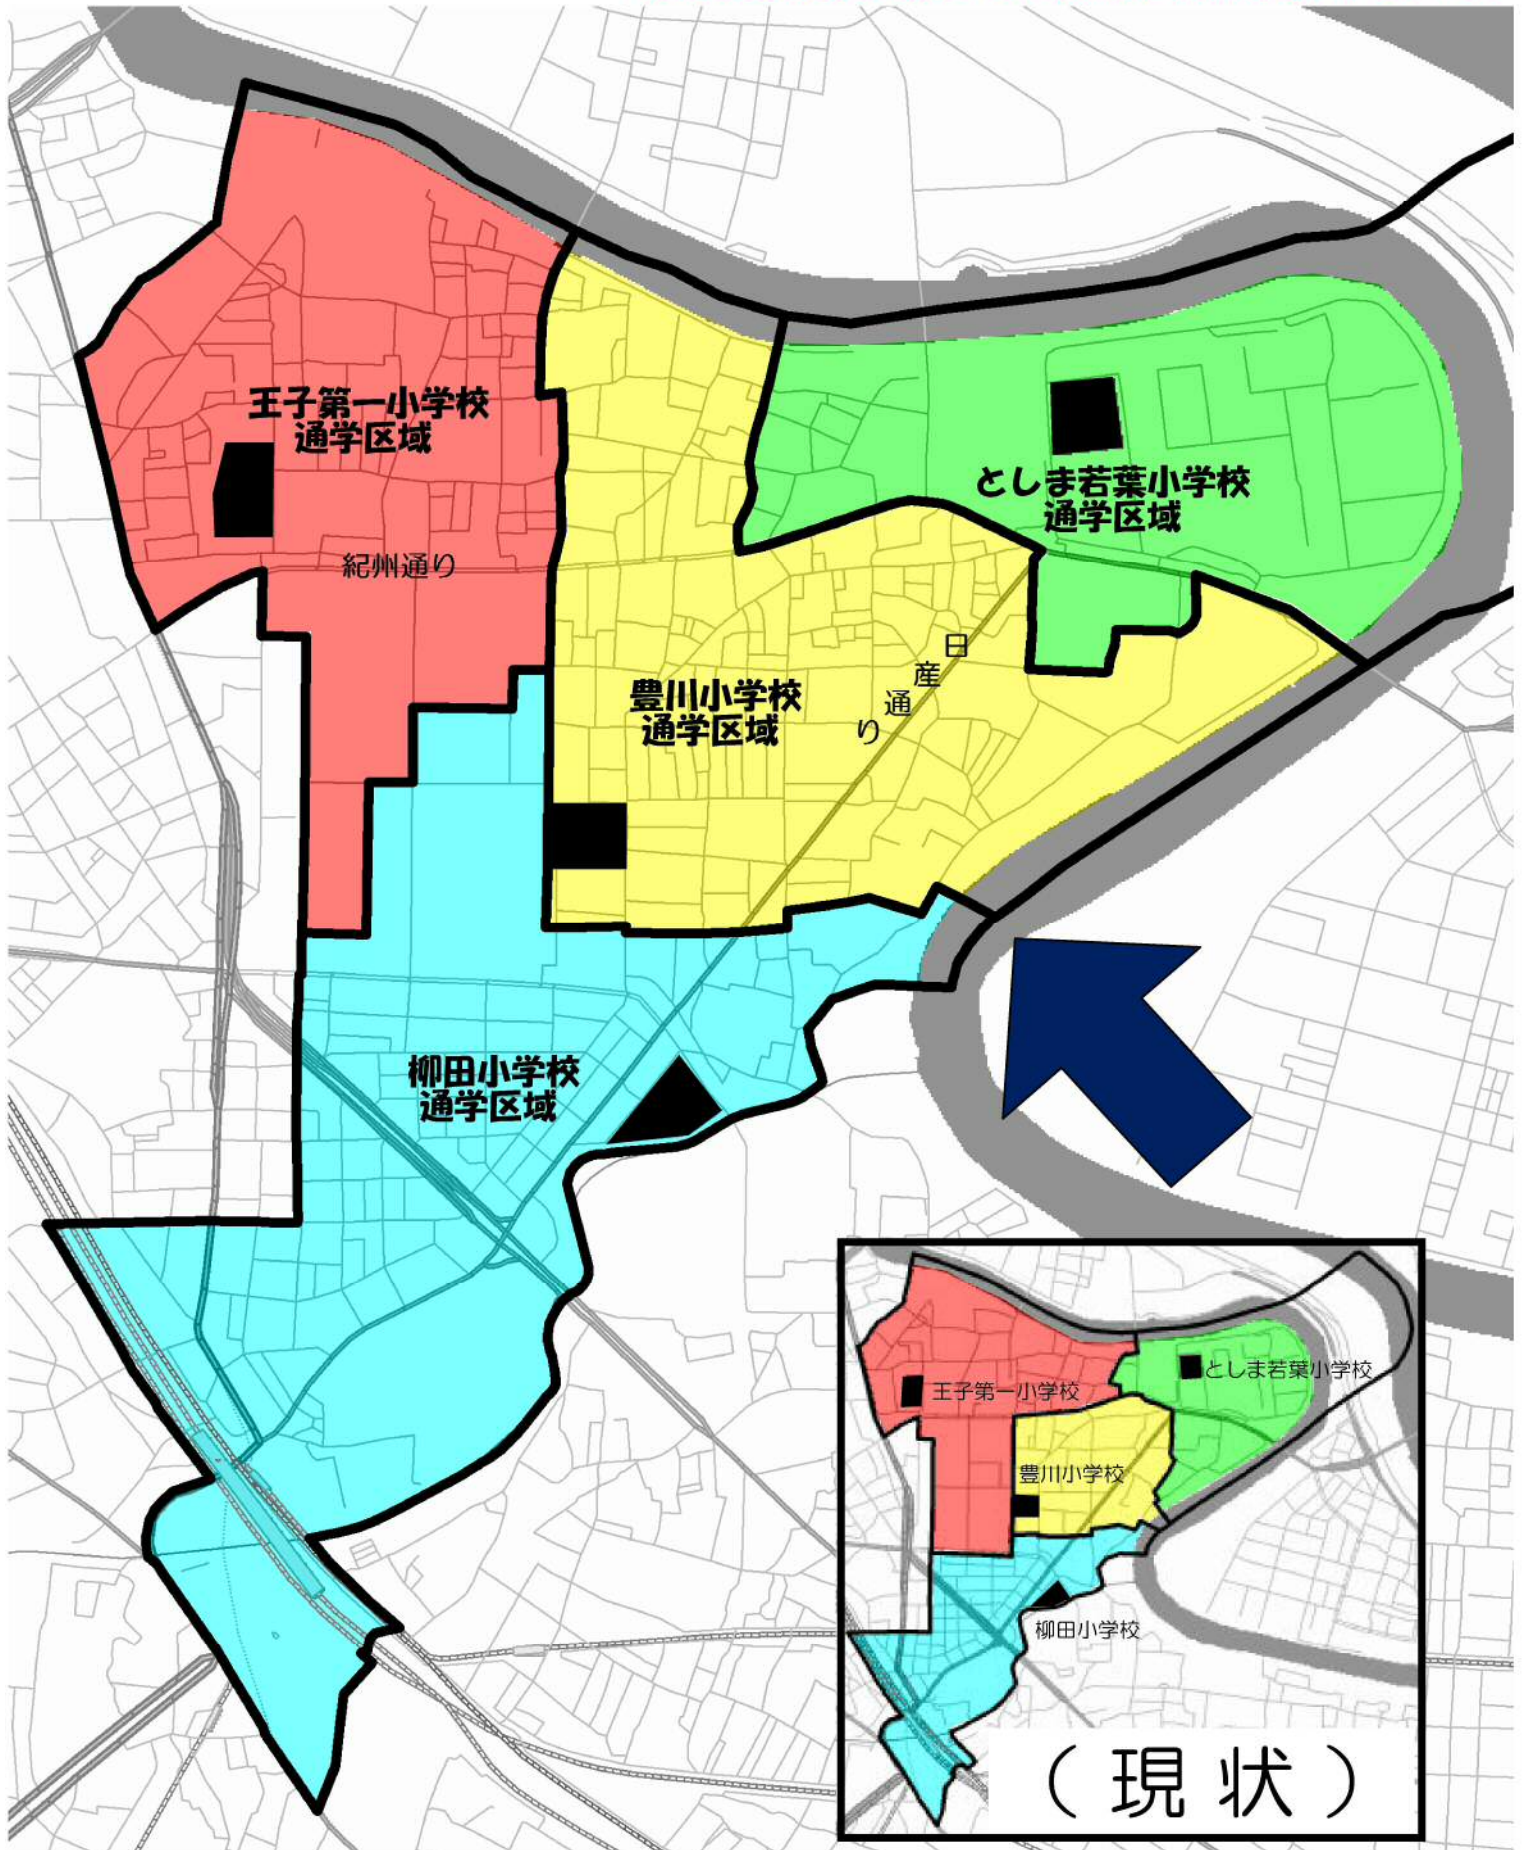 王子第一小学校
通学区域
としま若葉小学校
通学区域
紀州通り
日産通り
豊川小学校
通学区域
柳田小学校
通学区域
としま若葉小学校
王子第一小学校
豊川小学校
柳田小学校
（現状）